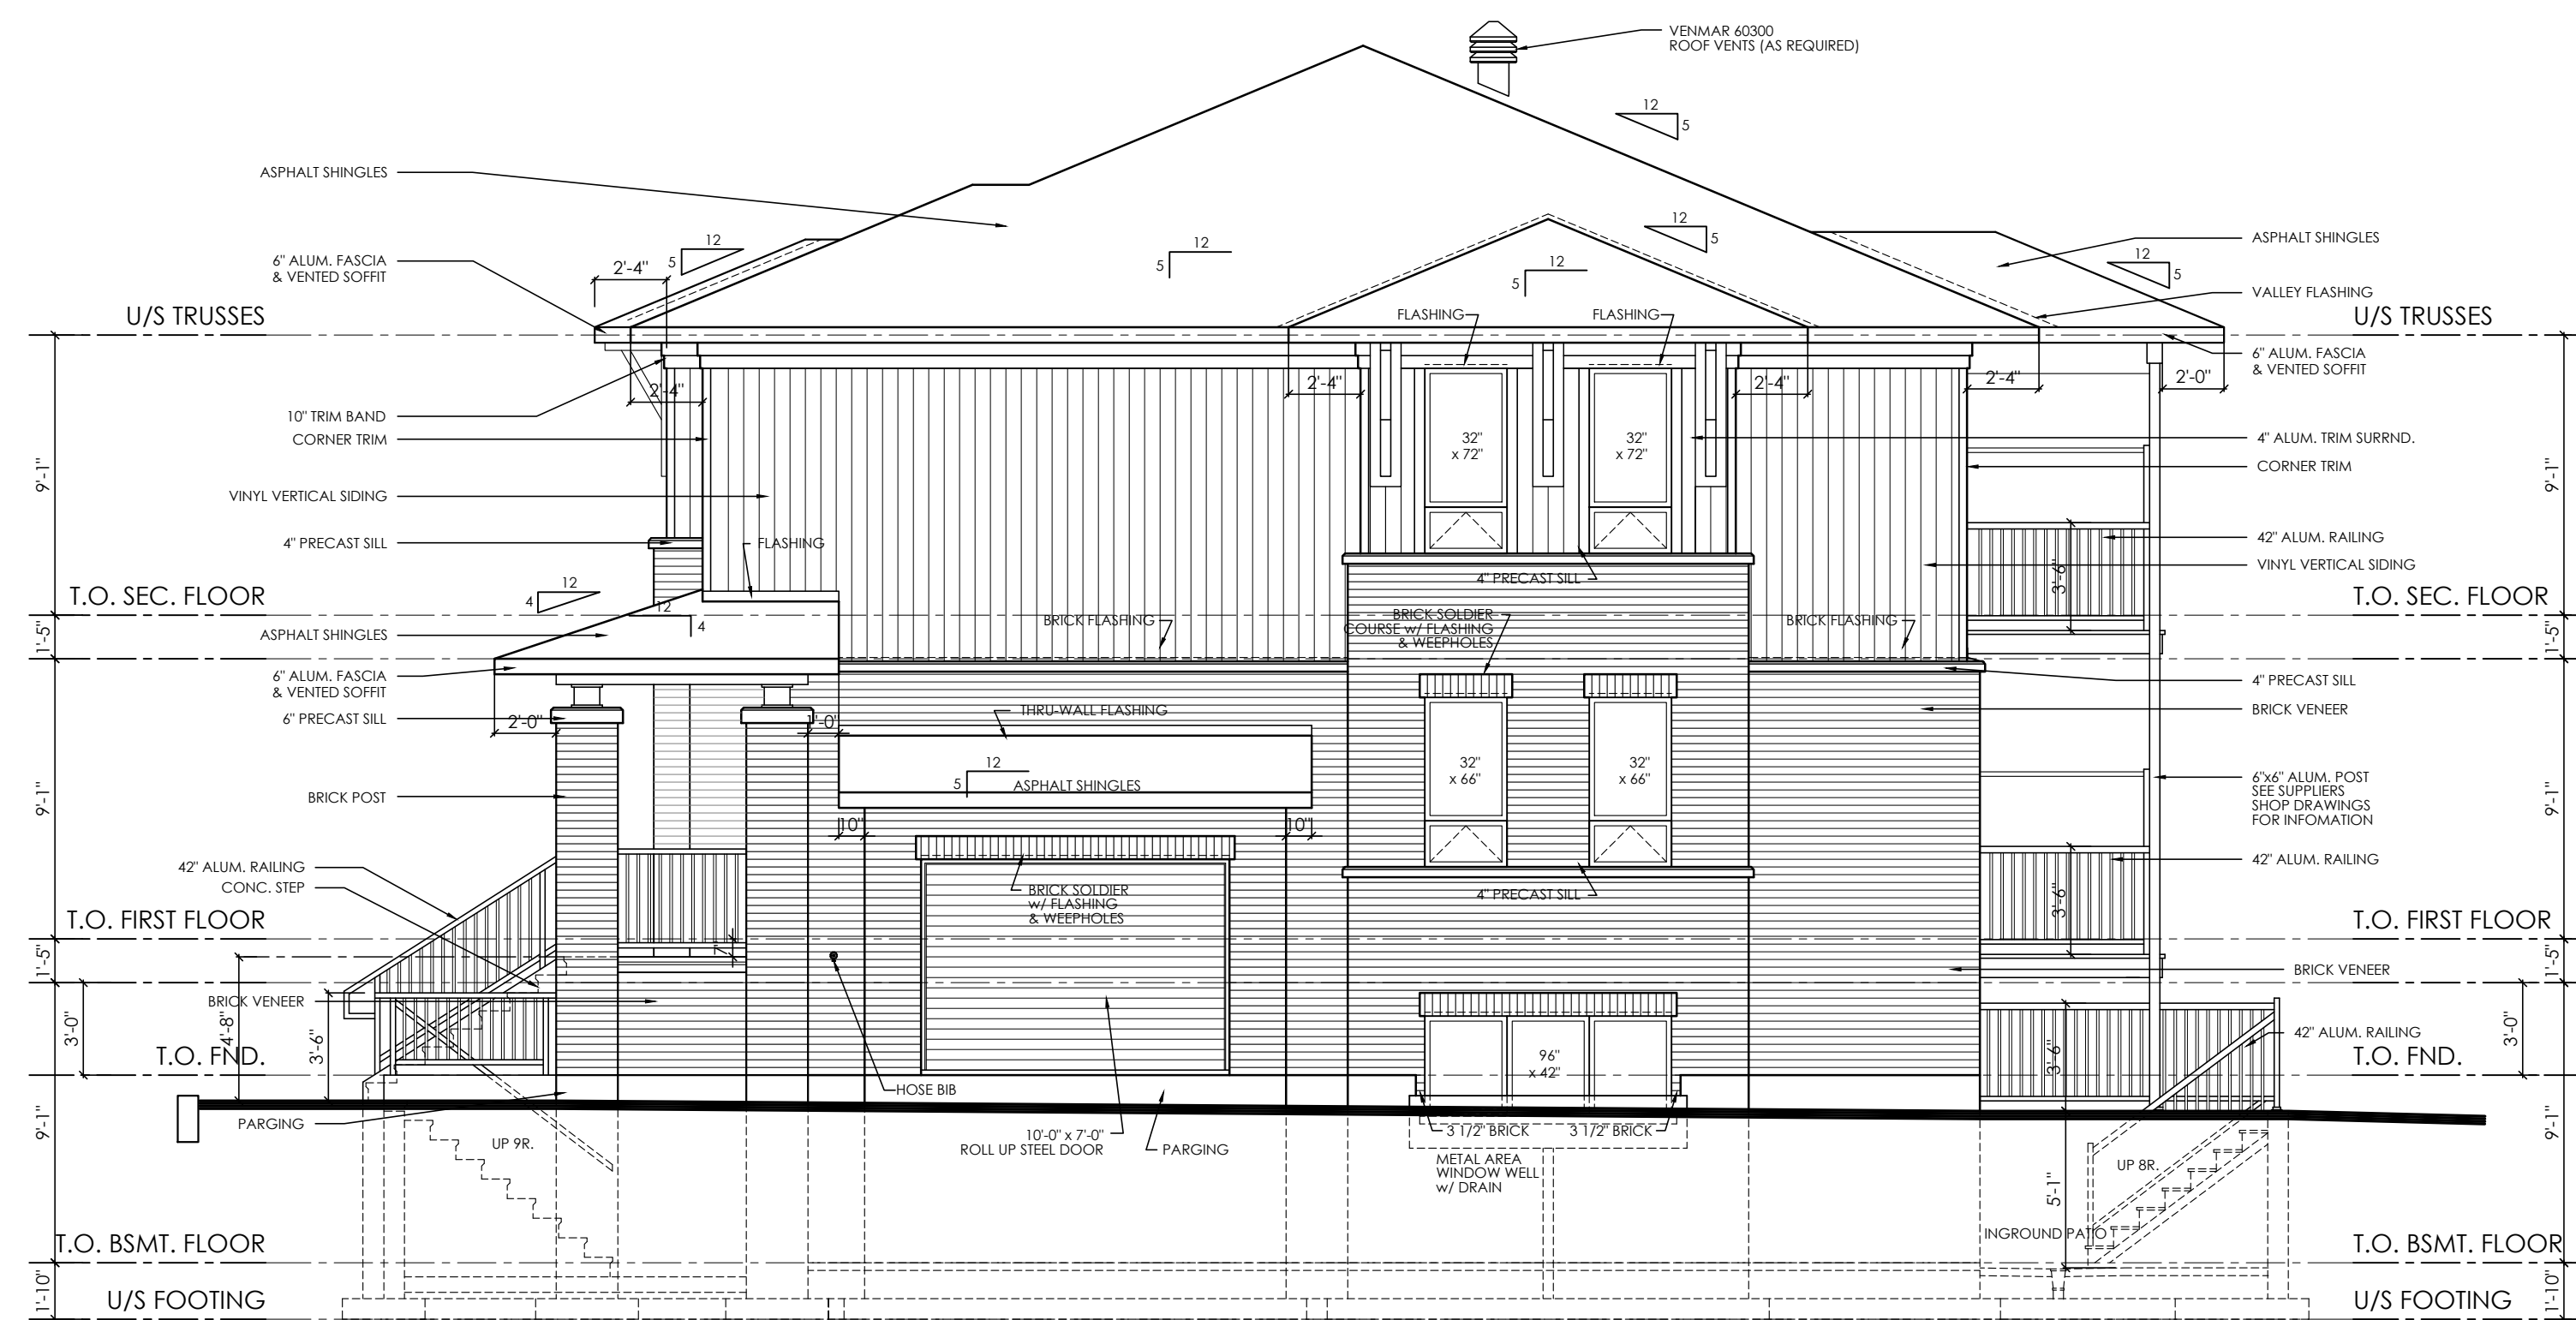 VENMAR 60300
ROOF VENTS (AS REQUIRED)
12
5
ASPHALT SHINGLES
12
5
12
5
12
5
12
5
12
5
ASPHALT SHINGLES
6" ALUM. FASCIA
& VENTED SOFFIT
2'-4"
VALLEY FLASHING
U/S TRUSSES
FLASHING
FLASHING
U/S TRUSSES
6" ALUM. FASCIA
& VENTED SOFFIT
2'-4"
2'-4"
2'-4"
2'-4"
2'-0"
10" TRIM BAND
CORNER TRIM
32"
x 72"
32"
x 72"
4" ALUM. TRIM SURRND.
CORNER TRIM
9'-1"
9'-1"
VINYL VERTICAL SIDING
4" PRECAST SILL
FLASHING
42" ALUM. RAILING
VINYL VERTICAL SIDING
3'-6"
4" PRECAST SILL
12
4
T.O. SEC. FLOOR
T.O. SEC. FLOOR
12
4
BRICK FLASHING
BRICK SOLDIER
COURSE w/ FLASHING
& WEEPHOLES
BRICK FLASHING
1'-5"
1'-5"
ASPHALT SHINGLES
6" ALUM. FASCIA
& VENTED SOFFIT
4" PRECAST SILL
6" PRECAST SILL
2'-0"
1'-0"
THRU-WALL FLASHING
BRICK VENEER
12
5
ASPHALT SHINGLES
32"
x 66"
32"
x 66"
6"x6" ALUM. POST
SEE SUPPLIERS
SHOP DRAWINGS
FOR INFOMATION
9'-1"
9'-1"
BRICK POST
10"
10"
42" ALUM. RAILING
CONC. STEP
42" ALUM. RAILING
BRICK SOLDIER
w/ FLASHING
& WEEPHOLES
4" PRECAST SILL
3'-6"
T.O. FIRST FLOOR
T.O. FIRST FLOOR
7"
1'-5"
1'-5"
BRICK VENEER
BRICK VENEER
3'-0"
4'-8"
3'-6"
3'-6"
3'-0"
42" ALUM. RAILING
T.O. FND.
T.O. FND.
96"
x 42"
HOSE BIB
PARGING
9'-1"
9'-1"
UP 9R.
10'-0" x 7'-0"
ROLL UP STEEL DOOR
PARGING
3 1/2" BRICK
3 1/2" BRICK
METAL AREA
WINDOW WELL
w/ DRAIN
UP 8R.
5'-1"
INGROUND PATIO
T.O. BSMT. FLOOR
T.O. BSMT. FLOOR
1'-10"
1'-10"
U/S FOOTING
U/S FOOTING